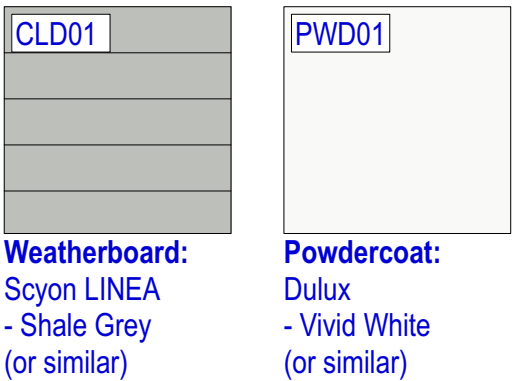 CLD01
Weatherboard:
Scyon LINEA
- Shale Grey
(or similar)
PWD01
Powdercoat:
Dulux
- Vivid White
(or similar)